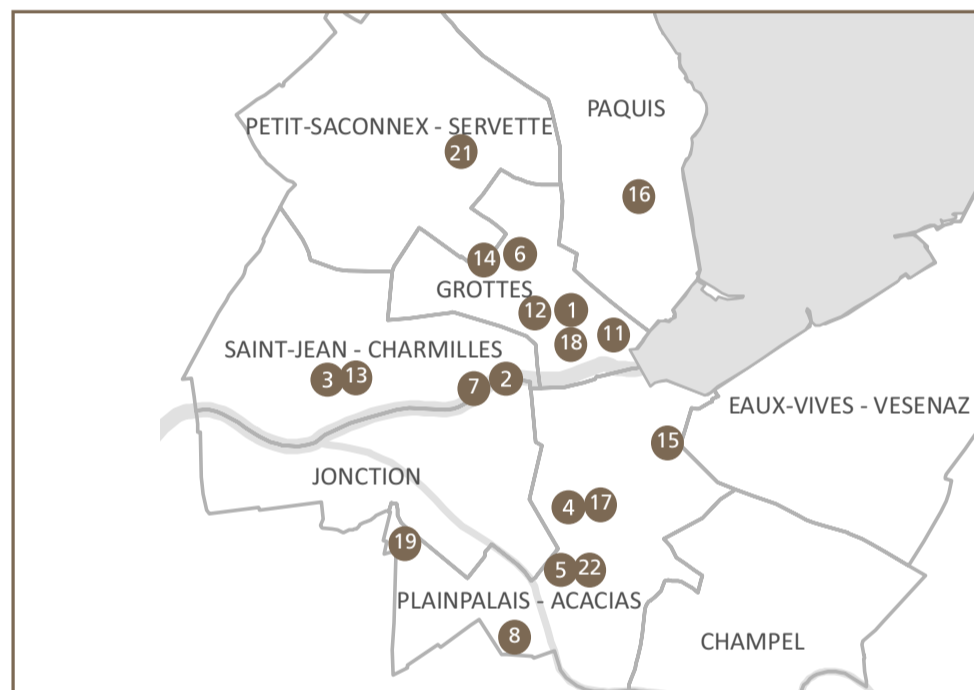 PAQUIS
PETIT-SACONNEX - SERVETTE
21
16
6
14
GROTTES
12
1
11
18
SAINT-JEAN - CHARMILLES
3
13
7
2
EAUX-VIVES - VESENAZ
15
JONCTION
4
17
19
5
22
PLAINPALAIS - ACACIAS
8
CHAMPEL